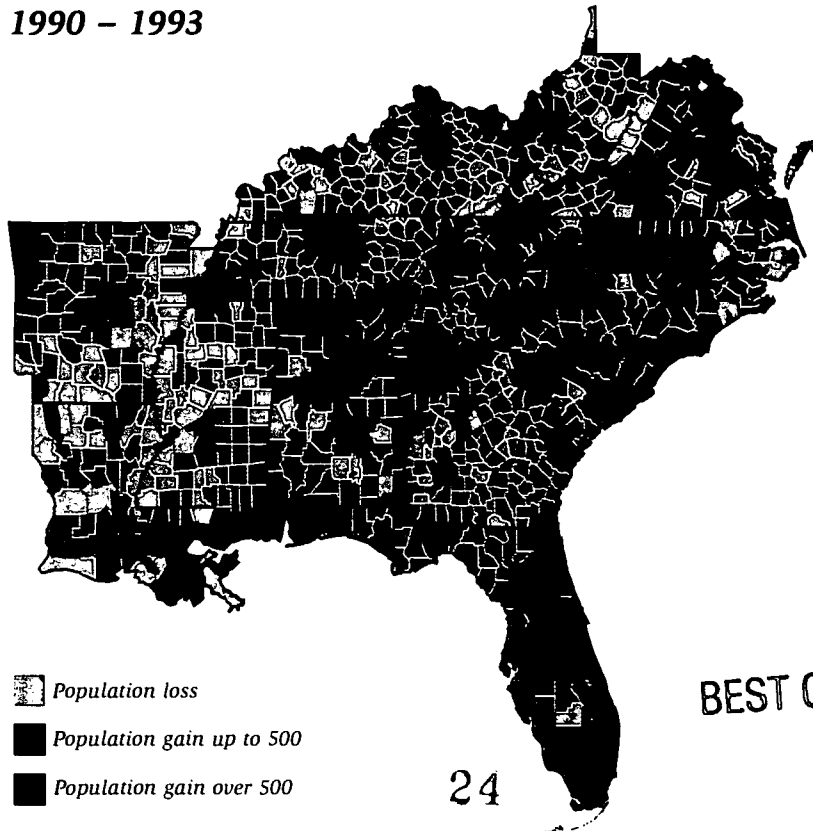 1990 – 1993
Population loss
Population gain up to 500
Population gain over 500
BEST
24